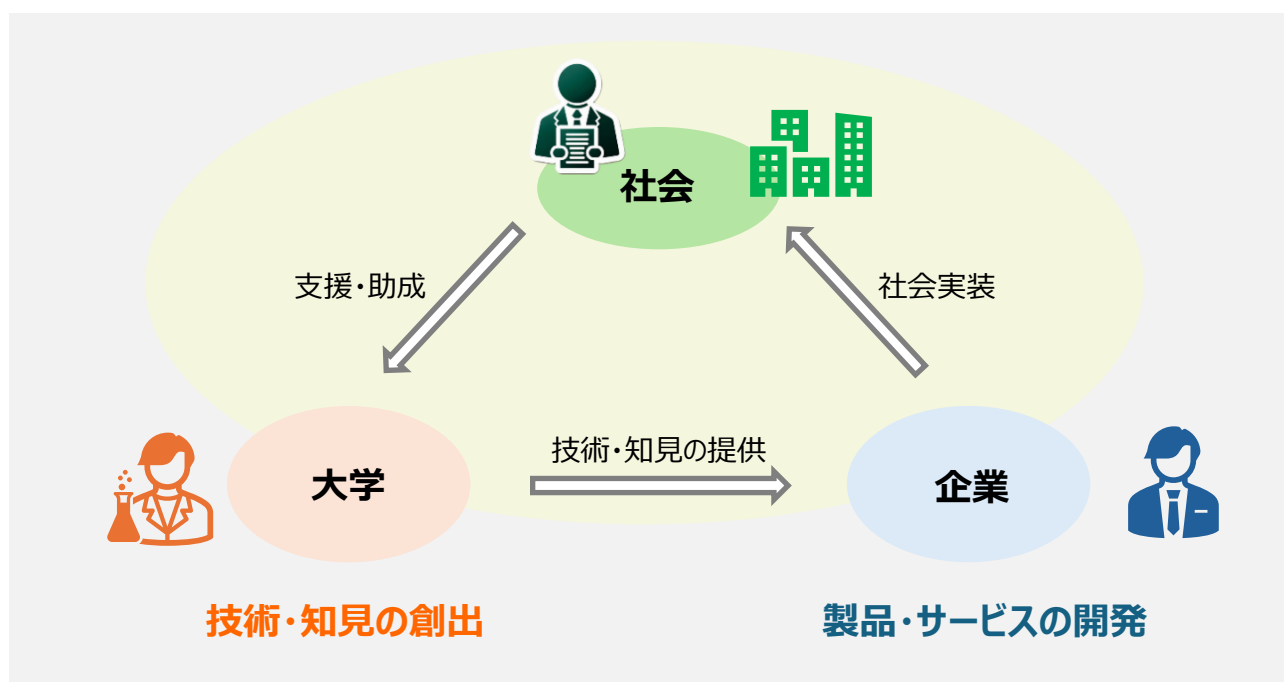 社会
支援・助成
社会実装
技術・知見の提供
大学
企業
技術・知見の創出
製品・サービスの開発